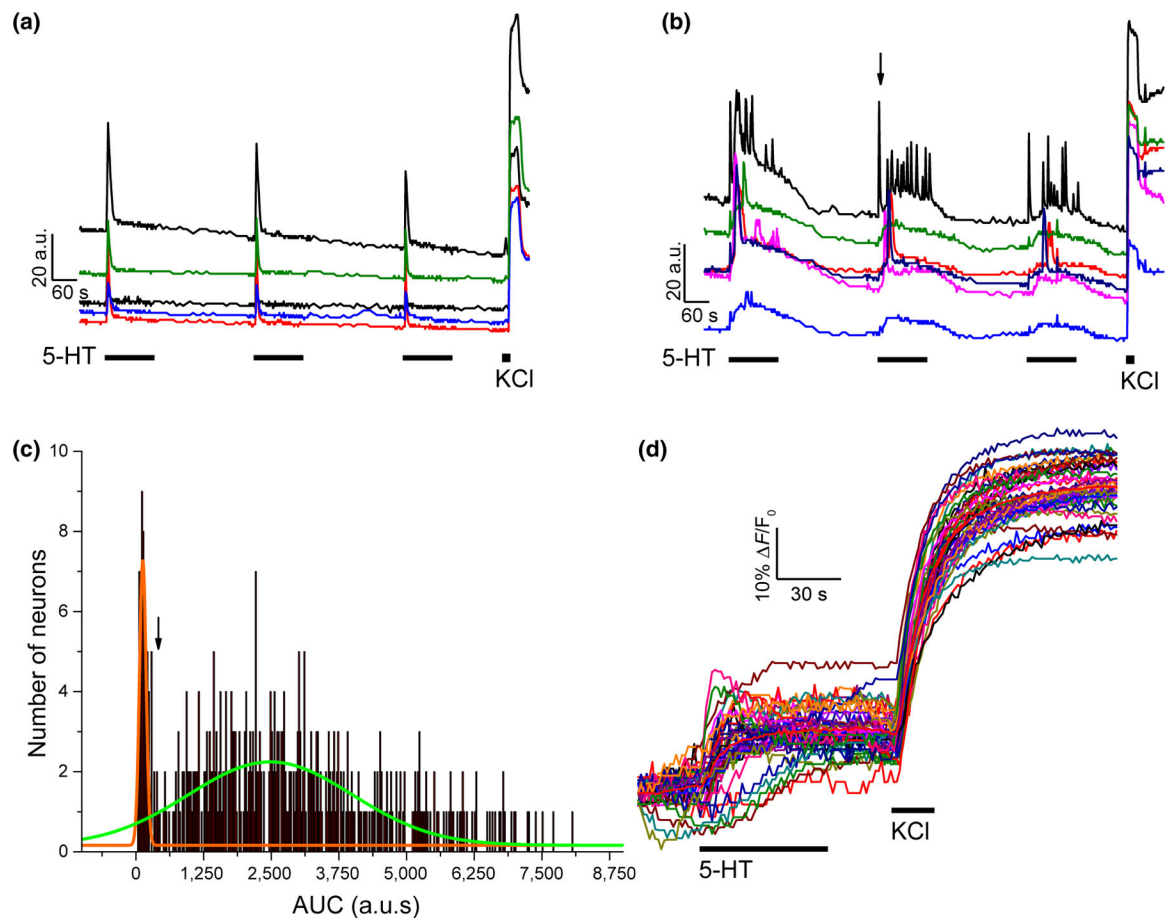 (a)
20 a.u.
60 s
5-HT
KCl
(b)
20 a.u.
60 s
5-HT
KCl
(c)
Number of neurons
10
8
6
4
2
0
0 1,250 2,500 3,750 5,000 6,250 7,500 8,750
AUC (a.u.s)
(d)
10% ΔF/F0
30 s
KCl
5-HT